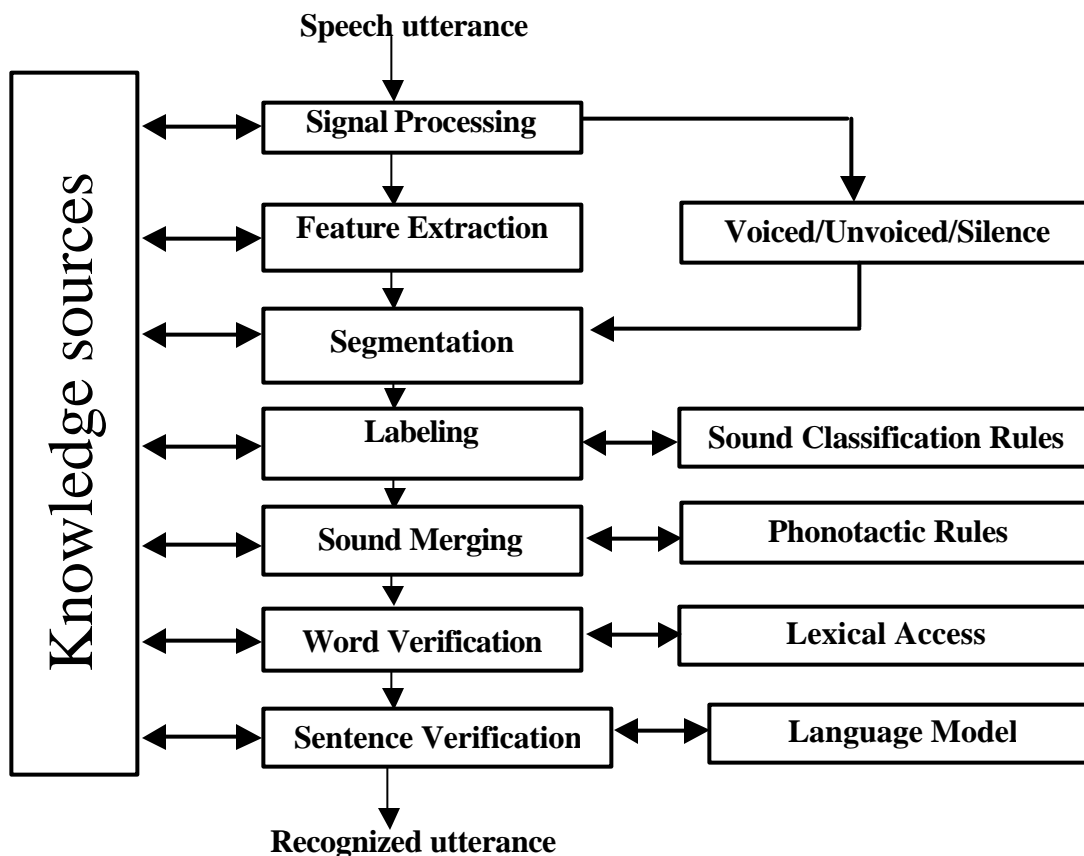 Speech utterance
Knowledge sources
Signal Processing
Feature Extraction
Voiced/Unvoiced/Silence
Segmentation
Labeling
Sound Classification Rules
Sound Merging
Phonotactic Rules
Word Verification
Lexical Access
Sentence Verification
Language Model
Recognized utterance